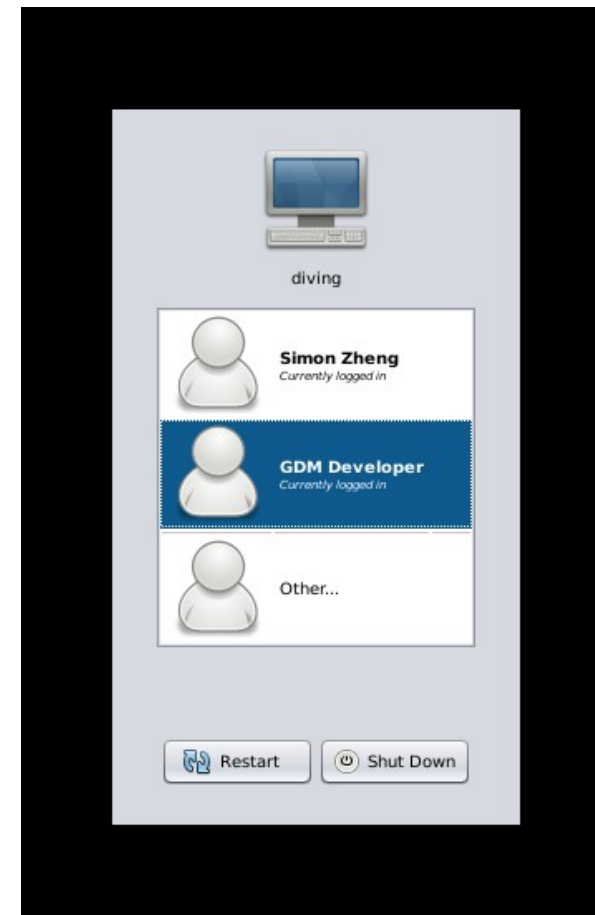 diving
Simon Zheng
Currently logged in
GDM Developer
Currently logged in
Other...
Restart
Shut Down